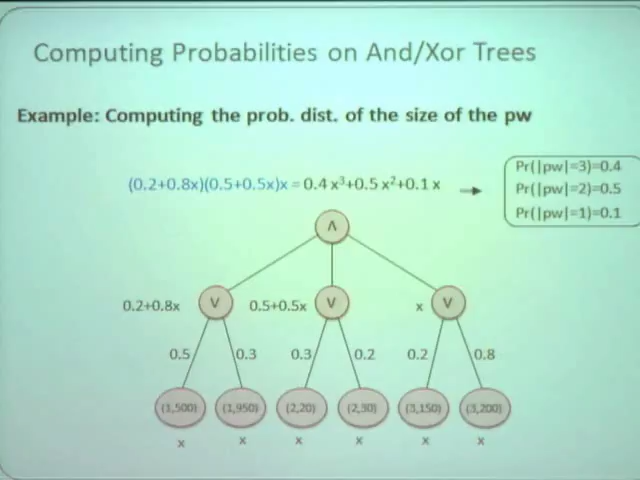 Computing Probabilities on And/Xor Trees
Example: Computing the prob. dist. of the size of the pw
(0.2+0.8x)(0.5+0.5x)x = 0.4 x³+0.5 x²+0.1 x
Pr(|pw|=3)=0.4
Pr(|pw|=2)=0.5
Pr(|pw|=1)=0.1
Λ
0.2+0.8x V 0.5+0.5x V x V
0.5 0.3 0.3 0.2 0.2 0.8
(1,500) (1,950) (2,20) (2,30) (3,150) (3,200)
x x x x x x